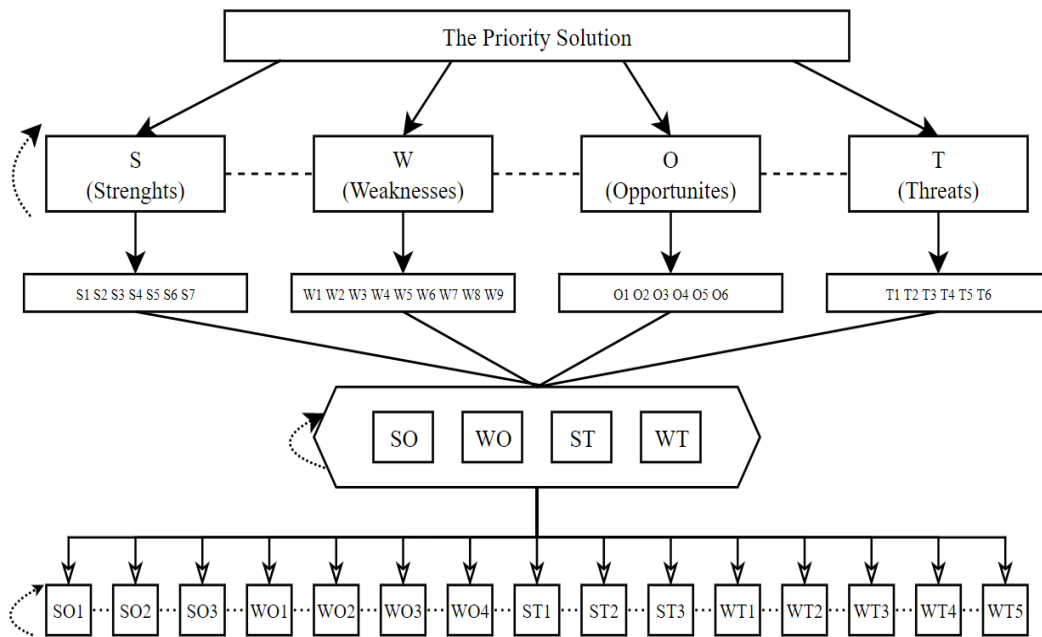 The Priority Solution
S
(Strenghts)
W
(Weaknesses)
O
(Opportunites)
T
(Threats)
S1 S2 S3 S4 S5 S6 S7
W1 W2 W3 W4 W5 W6 W7 W8 W9
O1 O2 O3 O4 O5 O6
T1 T2 T3 T4 T5 T6
SO WO ST WT
SO1 SO2 SO3 WO1 WO2 WO3 WO4 ST1 ST2 ST3 WT1 WT2 WT3 WT4 WT5